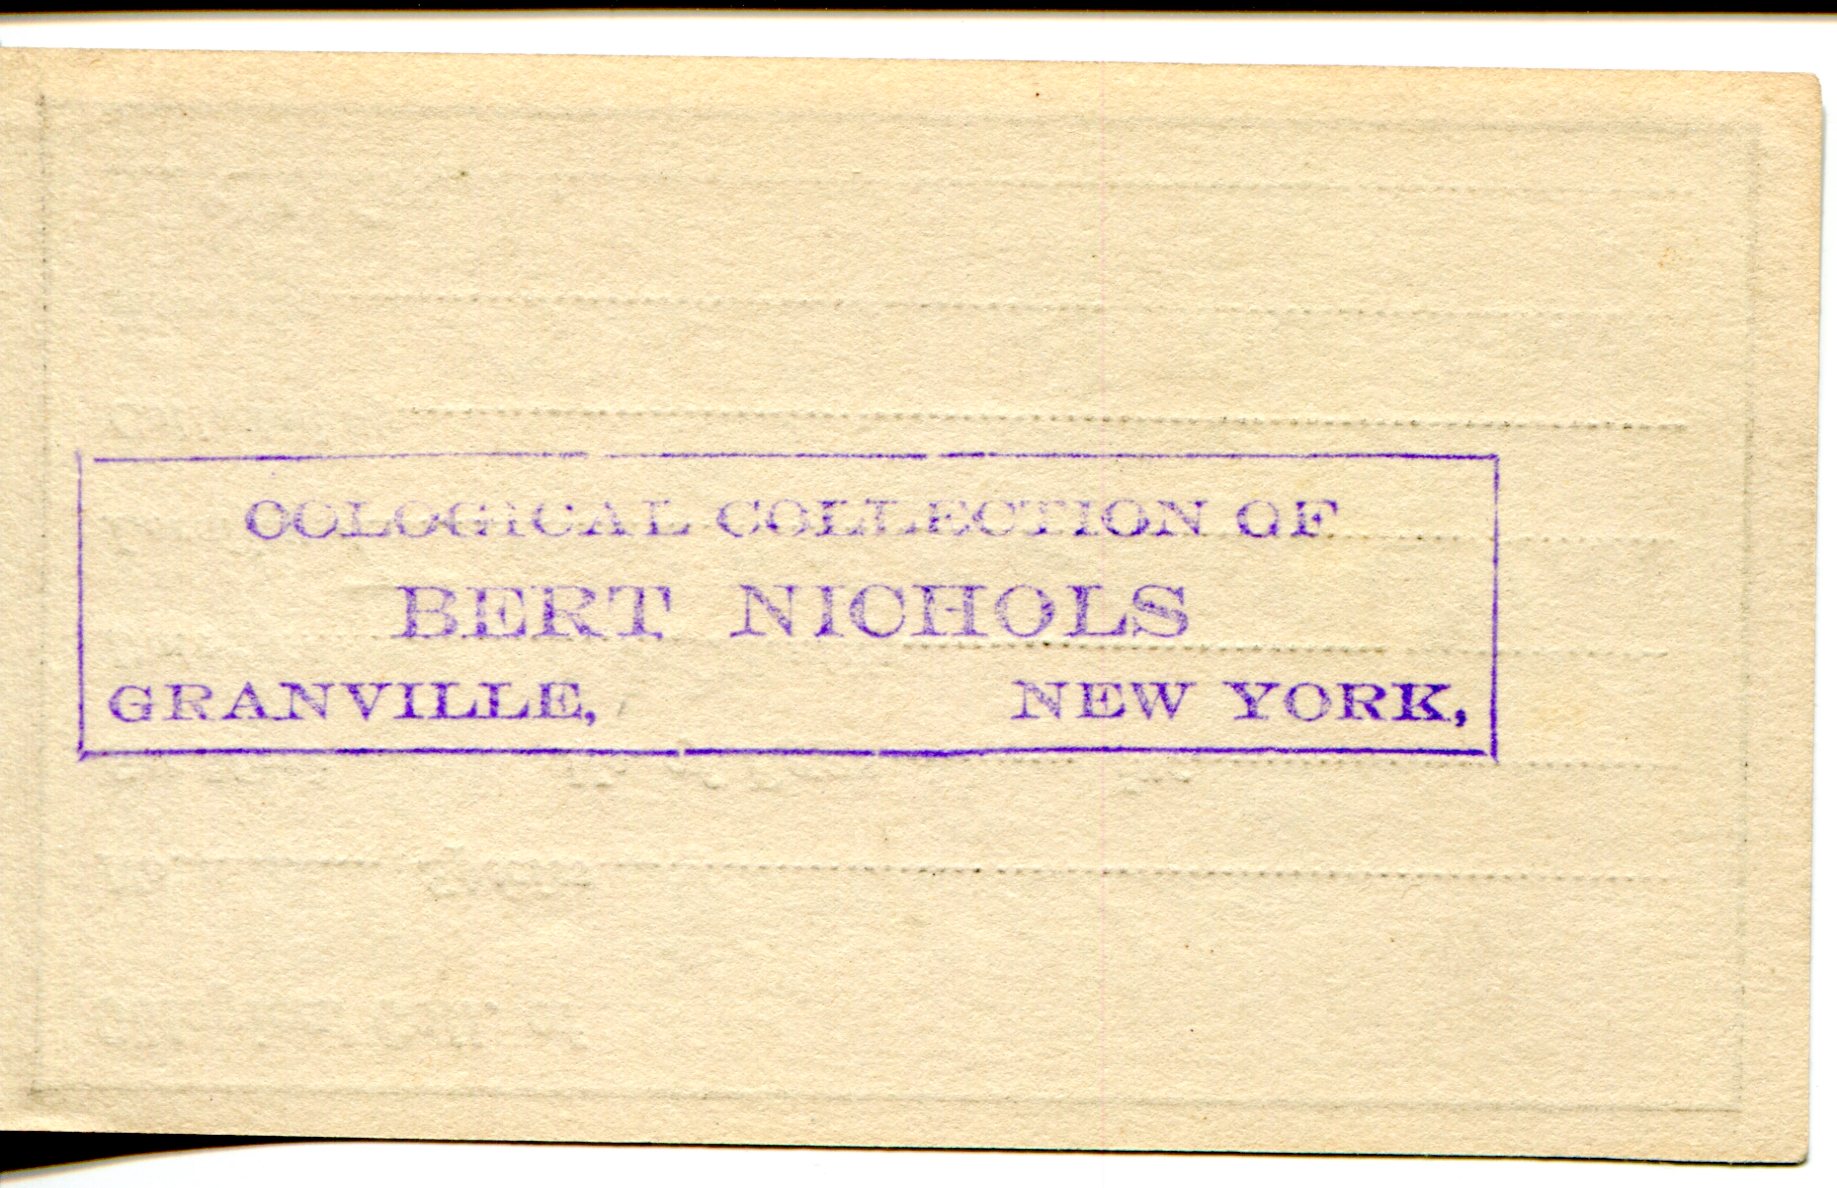 OOLOGICAL COLLECTION OF
BERT NICHOLS
GRANVILLE, NEW YORK,